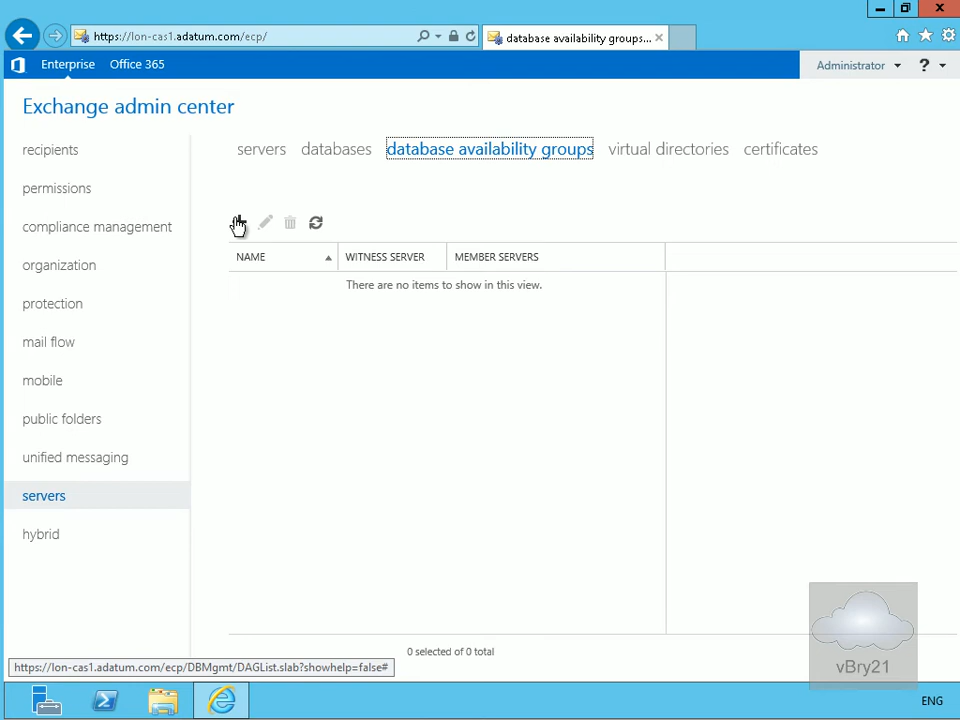 https://lon-cas1.adatum.com/ecp/
database availability groups...
Enterprise Office 365
Administrator ?
Exchange admin center
recipients
permissions
compliance management
organization
protection
mail flow
mobile
public folders
unified messaging
servers
hybrid
servers databases database availability groups virtual directories certificates
NAME WITNESS SERVER MEMBER SERVERS
There are no items to show in this view.
0 selected of 0 total
https://lon-cas1.adatum.com/ecp/DBMgmt/DAGList.slab?showhelp=false#
vBry21
ENG